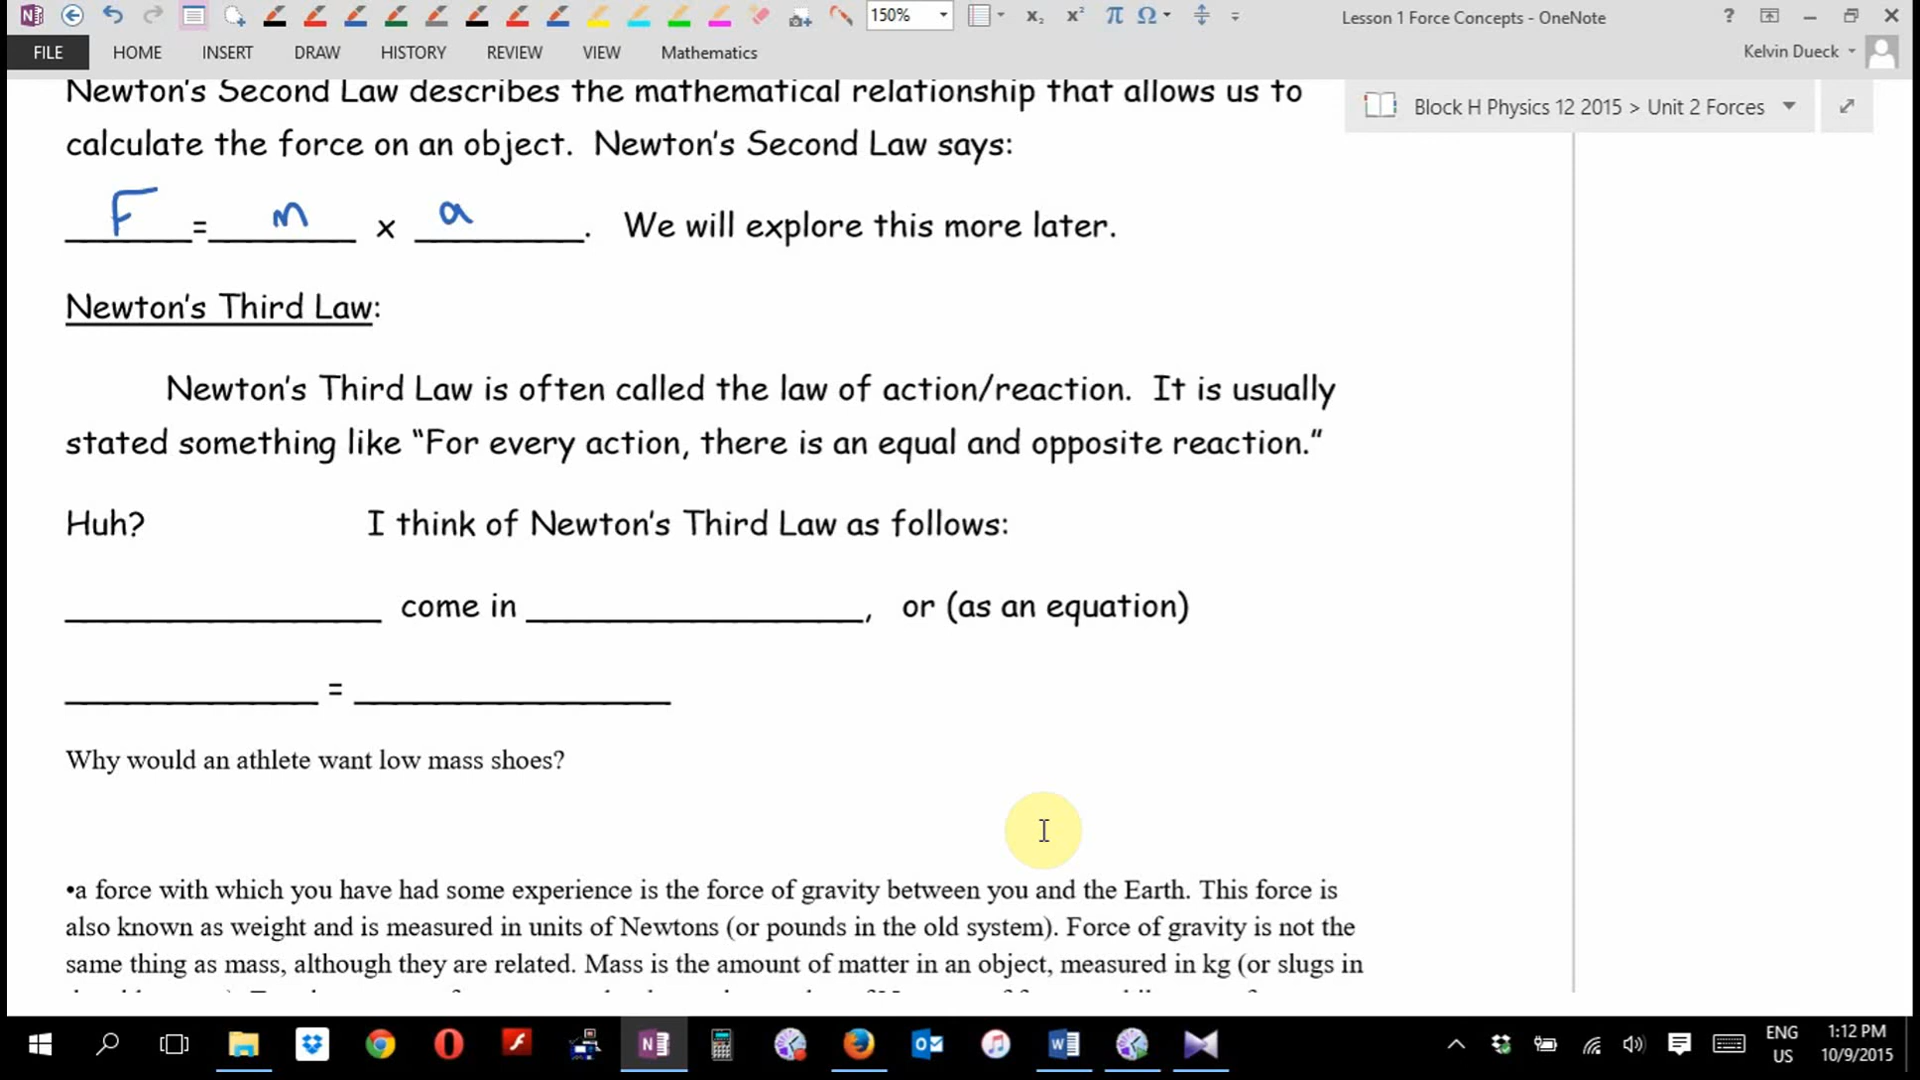 150%
x₂
x²
π
Ω
Lesson 1 Force Concepts - OneNote
?
FILE
HOME
INSERT
DRAW
HISTORY
REVIEW
VIEW
Mathematics
Kelvin Dueck
Block H Physics 12 2015 > Unit 2 Forces
Newton's Second Law describes the mathematical relationship that allows us to
calculate the force on an object. Newton's Second Law says:
F = m x a. We will explore this more later.
Newton's Third Law:
Newton's Third Law is often called the law of action/reaction. It is usually
stated something like "For every action, there is an equal and opposite reaction."
Huh? I think of Newton's Third Law as follows:
____________ come in ____________, or (as an equation)
____________ = ____________
Why would an athlete want low mass shoes?
•a force with which you have had some experience is the force of gravity between you and the Earth. This force is
also known as weight and is measured in units of Newtons (or pounds in the old system). Force of gravity is not the
same thing as mass, although they are related. Mass is the amount of matter in an object, measured in kg (or slugs in
ENG
US
1:12 PM
10/9/2015